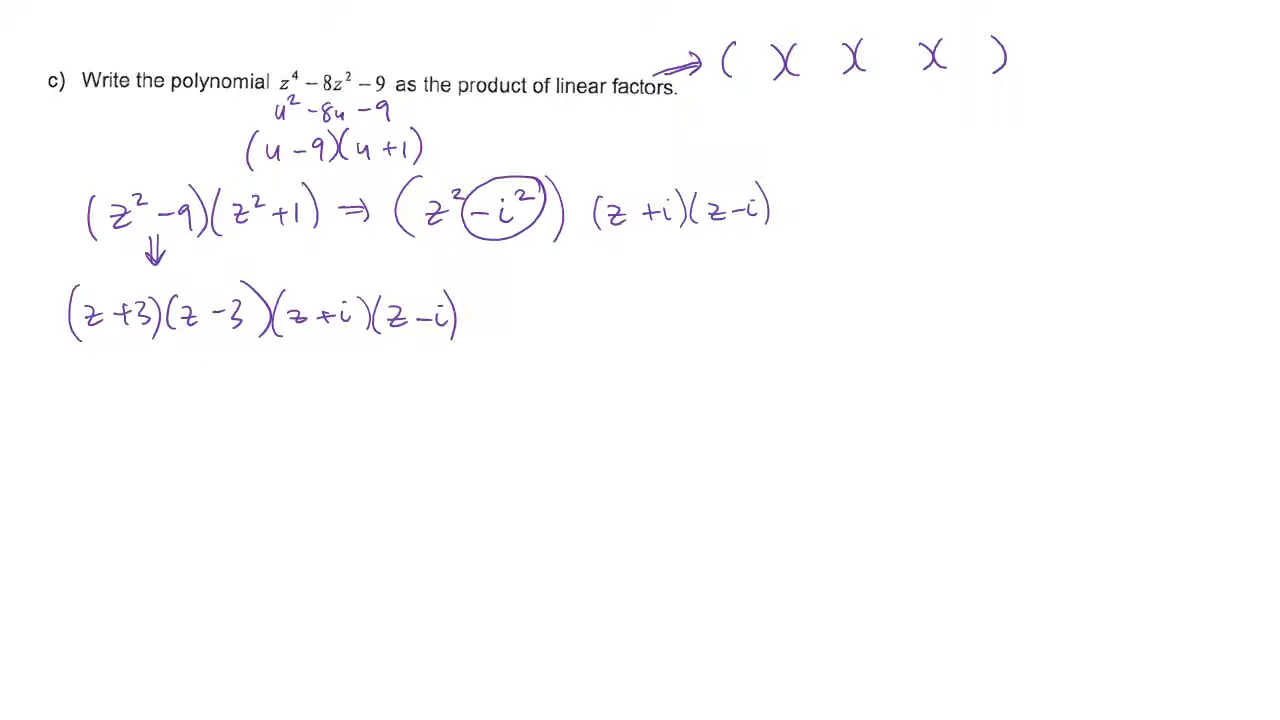 ⇒ ( )( )( )( )
c) Write the polynomial z⁴ − 8z² − 9 as the product of linear factors.
u² − 8u − 9
(u − 9)(u + 1)
(z² − 9)(z² + 1) ⇒ (z² − i²) (z + i)(z − i)
⇓
(z + 3)(z − 3)(z + i)(z − i)